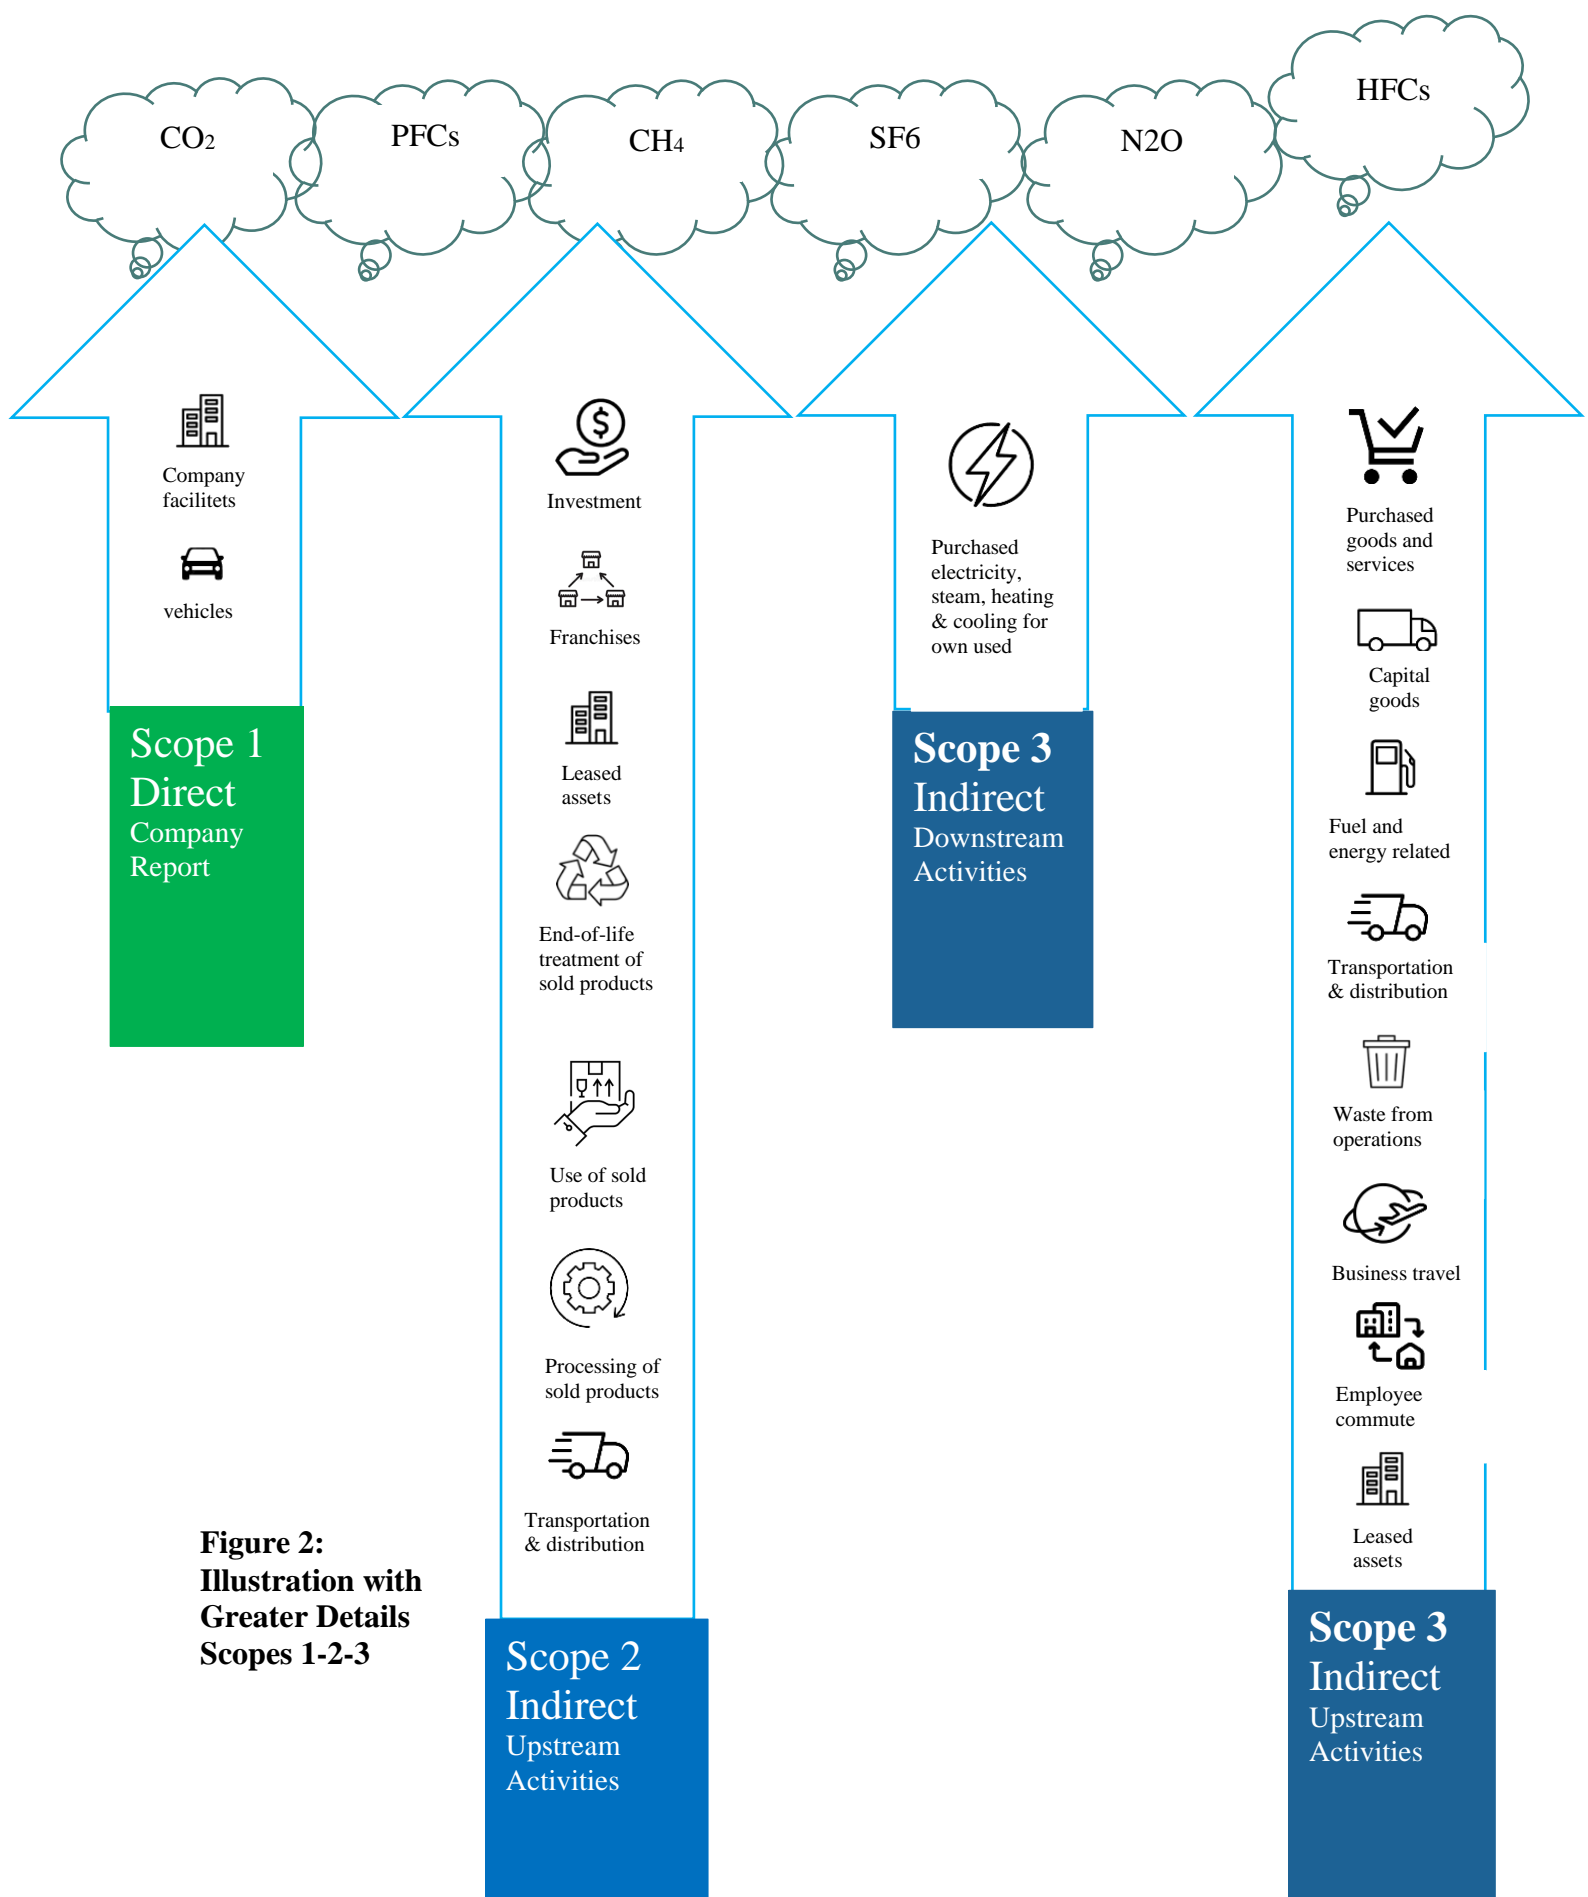 CO2
PFCs
CH4
SF6
N2O
HFCs
Company
facilitets
vehicles
Scope 1
Direct
Company
Report
Investment
Franchises
Leased
assets
End-of-life
treatment of
sold products
Use of sold
products
Processing of
sold products
Transportation
& distribution
Scope 2
Indirect
Upstream
Activities
Purchased
electricity,
steam, heating
& cooling for
own used
Scope 3
Indirect
Downstream
Activities
Purchased
goods and
services
Capital
goods
Fuel and
energy related
Transportation
& distribution
Waste from
operations
Business travel
Employee
commute
Leased
assets
Scope 3
Indirect
Upstream
Activities
Figure 2:
Illustration with
Greater Details
Scopes 1-2-3